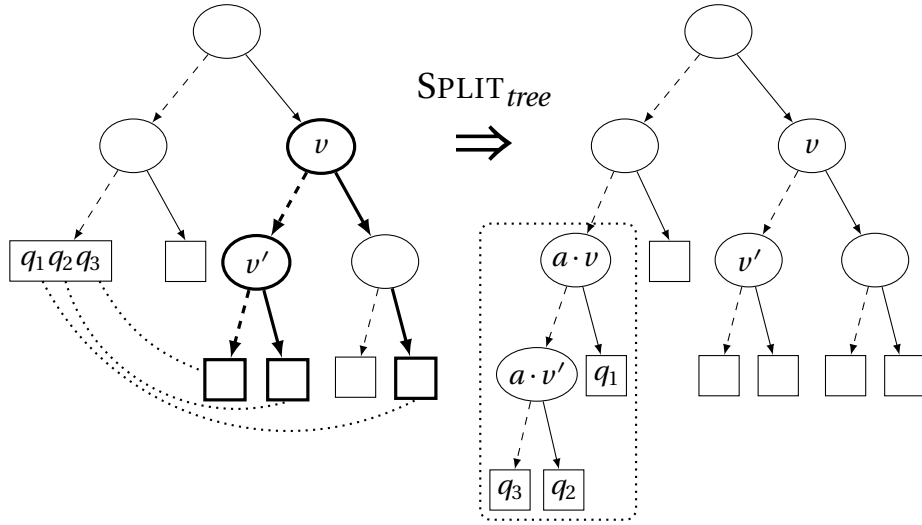 SPLIT_tree
v
v
q₁ q₂ q₃
v′
a · v
v′
a · v′
q₁
q₃
q₂